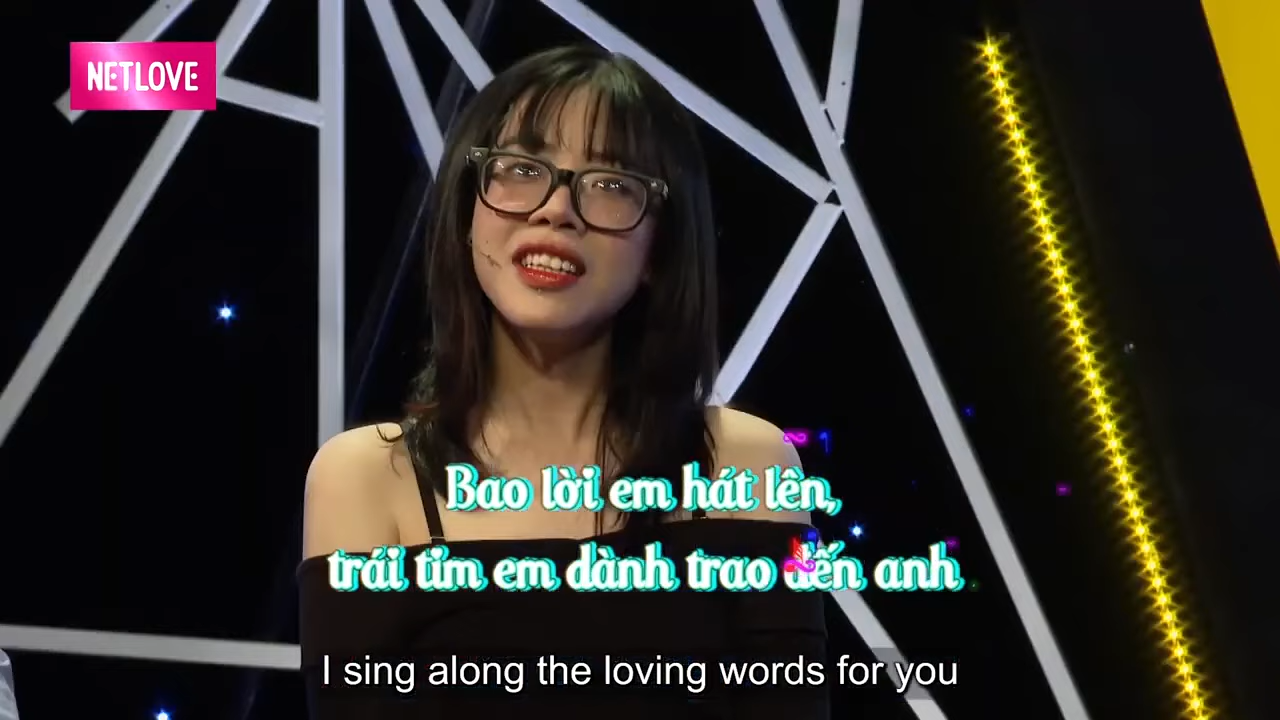 NETLOVE
Bao lời em hát lên,
trái tim em dành trao đến anh
I sing along the loving words for you